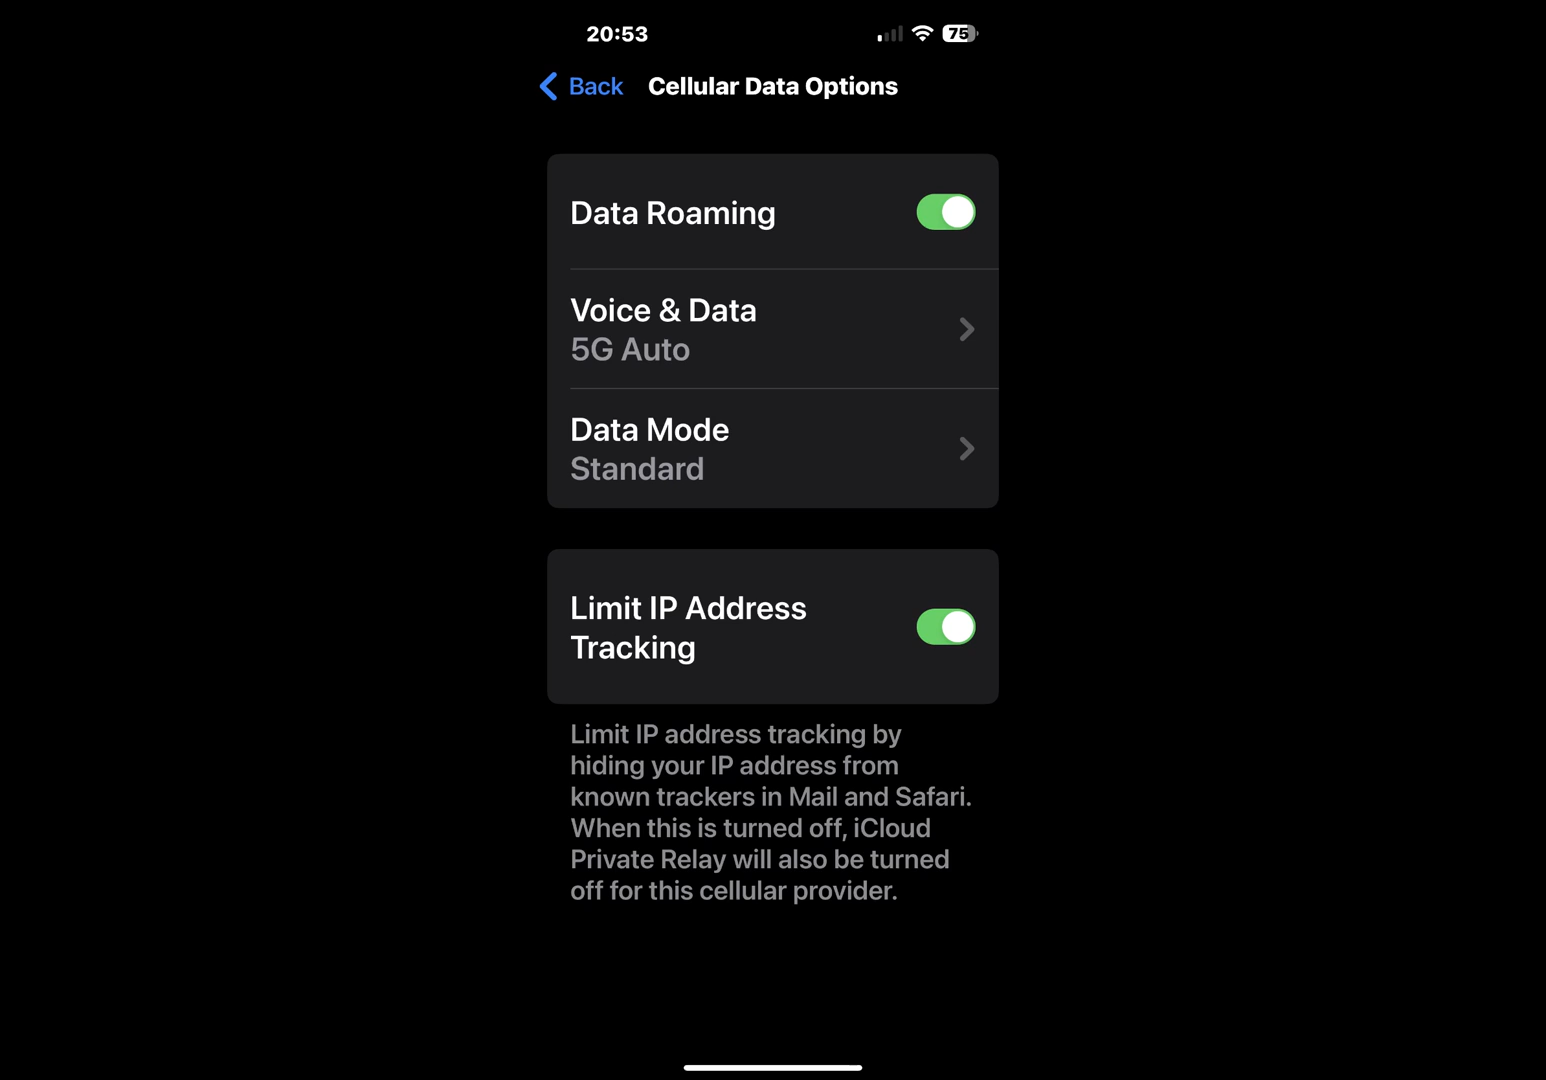 20:53
75
Back
Cellular Data Options
Data Roaming
Voice & Data
5G Auto
Data Mode
Standard
Limit IP Address
Tracking
Limit IP address tracking by
hiding your IP address from
known trackers in Mail and Safari.
When this is turned off, iCloud
Private Relay will also be turned
off for this cellular provider.